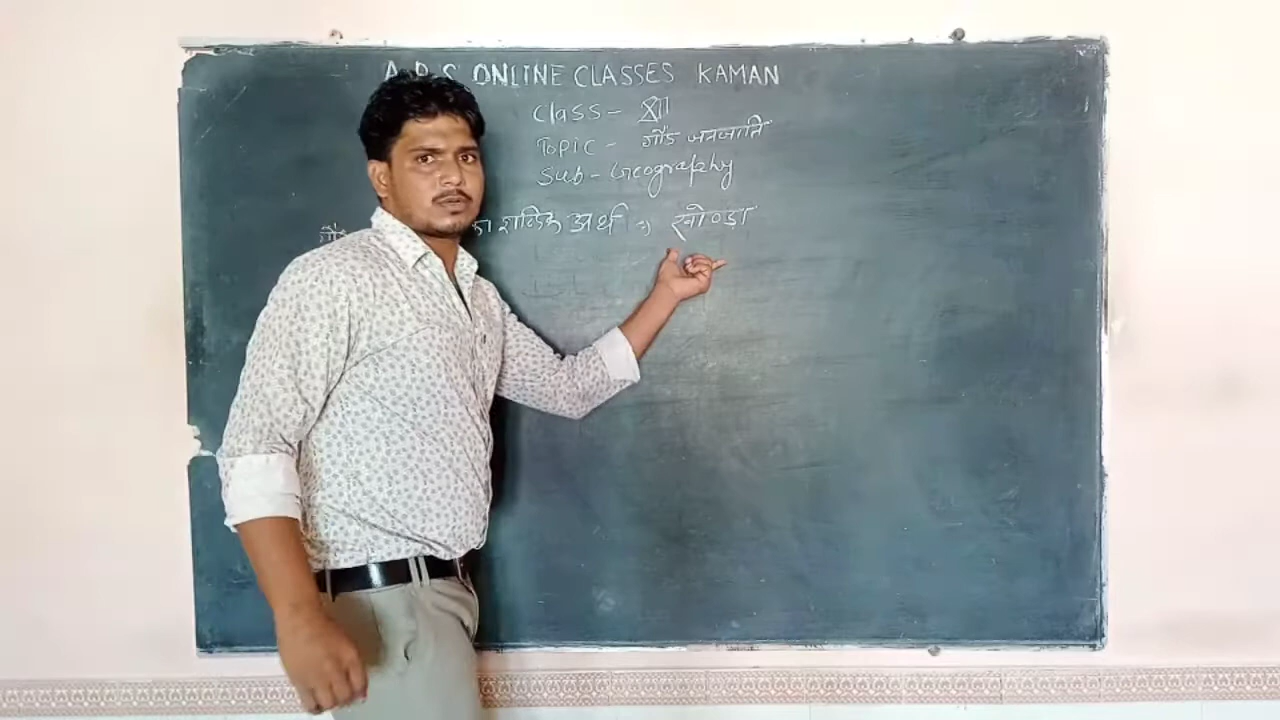 A.B.S ONLINE CLASSES KAMAN
Class - XII
Topic - गौंड जनजाति
Sub - Geography
गौंड का शाब्दिक अर्थ → खोण्डा